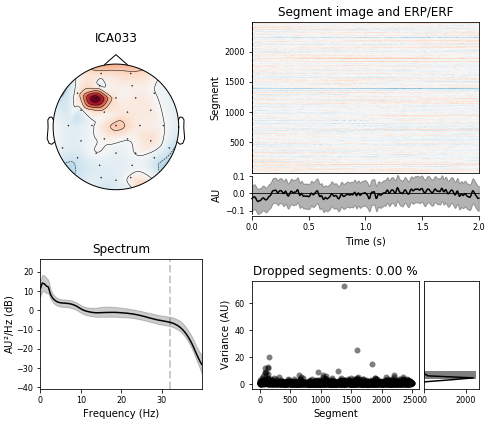 ICA033
Segment image and ERP/ERF
Segment
2000
1500
1000
500
AU
0.1
0.0
−0.1
0.0 0.5 1.0 1.5 2.0
Time (s)
Spectrum
AU²/Hz (dB)
20
10
0
−10
−20
−30
−40
0 10 20 30
Frequency (Hz)
Dropped segments: 0.00 %
Variance (AU)
60
40
20
0
0 500 1000 1500 2000 2500
Segment
0 2000